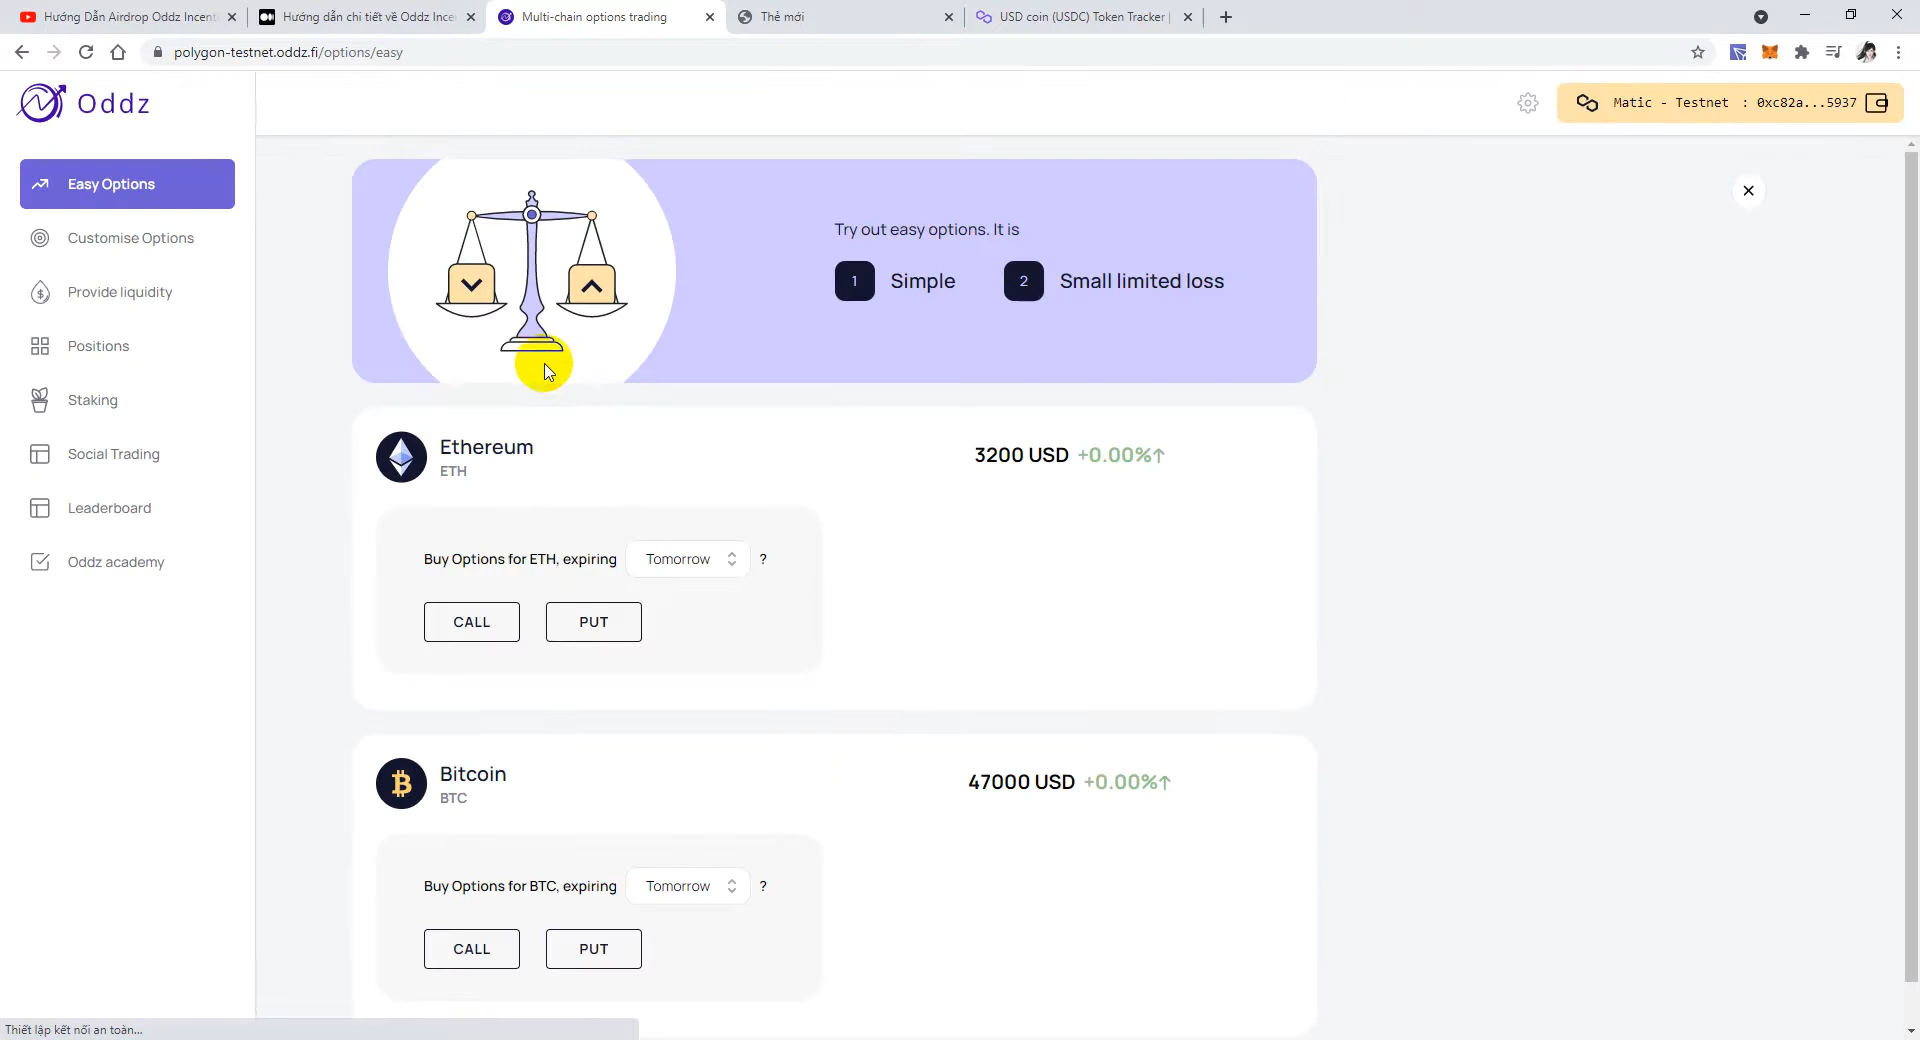 Hướng Dẫn Airdrop Oddz Incent
Hướng dẫn chi tiết về Oddz Ince
Multi-chain options trading
Thẻ mới
USD coin (USDC) Token Tracker |
polygon-testnet.oddz.fi/options/easy
Oddz
Matic - Testnet : 0xc82a...5937
Easy Options
Customise Options
Provide liquidity
Positions
Staking
Social Trading
Leaderboard
Oddz academy
Try out easy options. It is
1 Simple
2 Small limited loss
Ethereum
ETH
3200 USD +0.00%↑
Buy Options for ETH, expiring Tomorrow ?
CALL PUT
Bitcoin
BTC
47000 USD +0.00%↑
Buy Options for BTC, expiring Tomorrow ?
CALL PUT
Thiết lập kết nối an toàn...